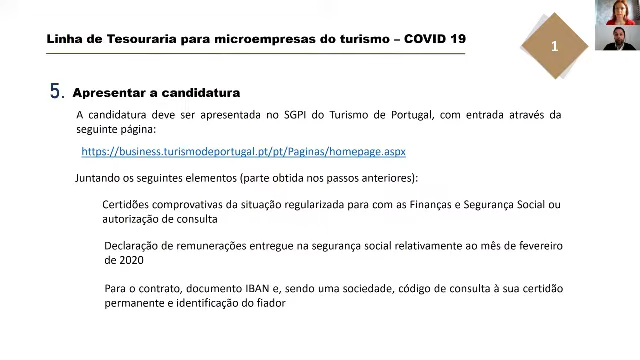 Linha de Tesouraria para microempresas do turismo – COVID 19
1
5. Apresentar a candidatura
A candidatura deve ser apresentada no SGPI do Turismo de Portugal, com entrada através da
seguinte página:
https://business.turismodeportugal.pt/pt/Paginas/homepage.aspx
Juntando os seguintes elementos (parte obtida nos passos anteriores):
Certidões comprovativas da situação regularizada para com as Finanças e Segurança Social ou
autorização de consulta
Declaração de remunerações entregue na segurança social relativamente ao mês de fevereiro
de 2020
Para o contrato, documento IBAN e, sendo uma sociedade, código de consulta à sua certidão
permanente e identificação do fiador